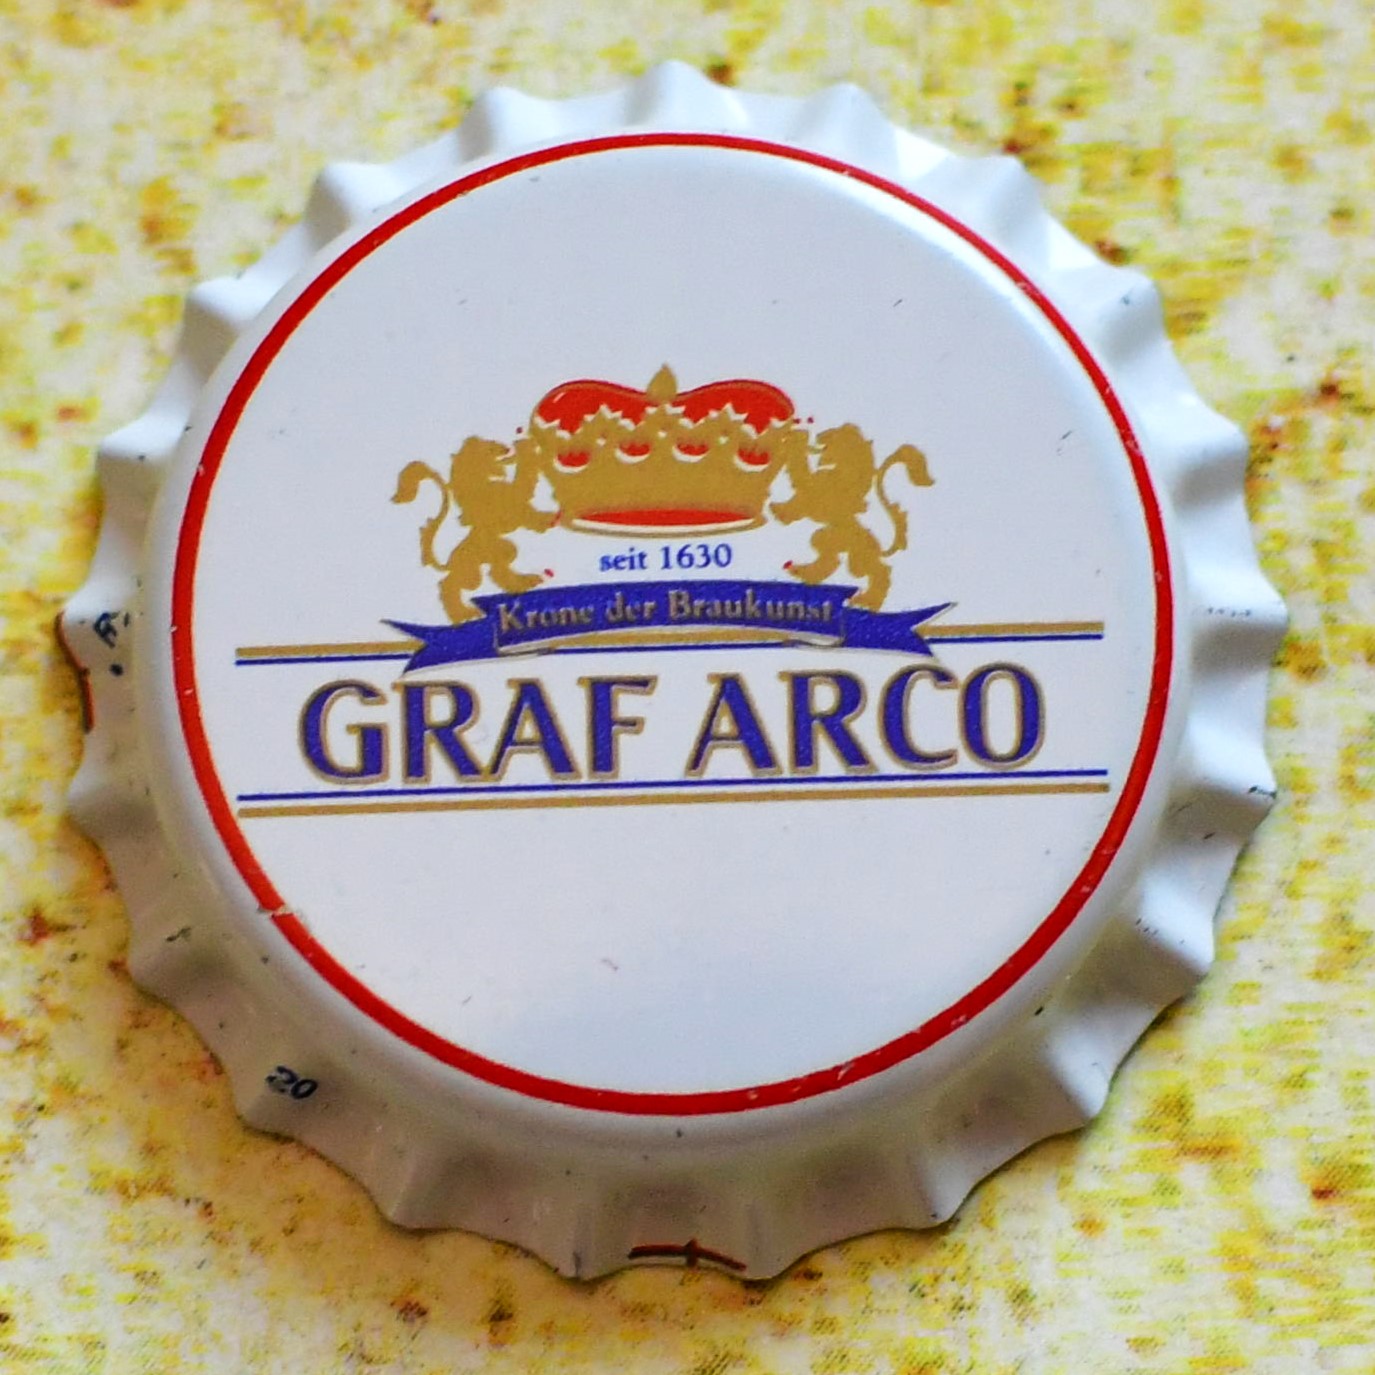 seit 1630
Krone der Braukunst
GRAF ARCO
20